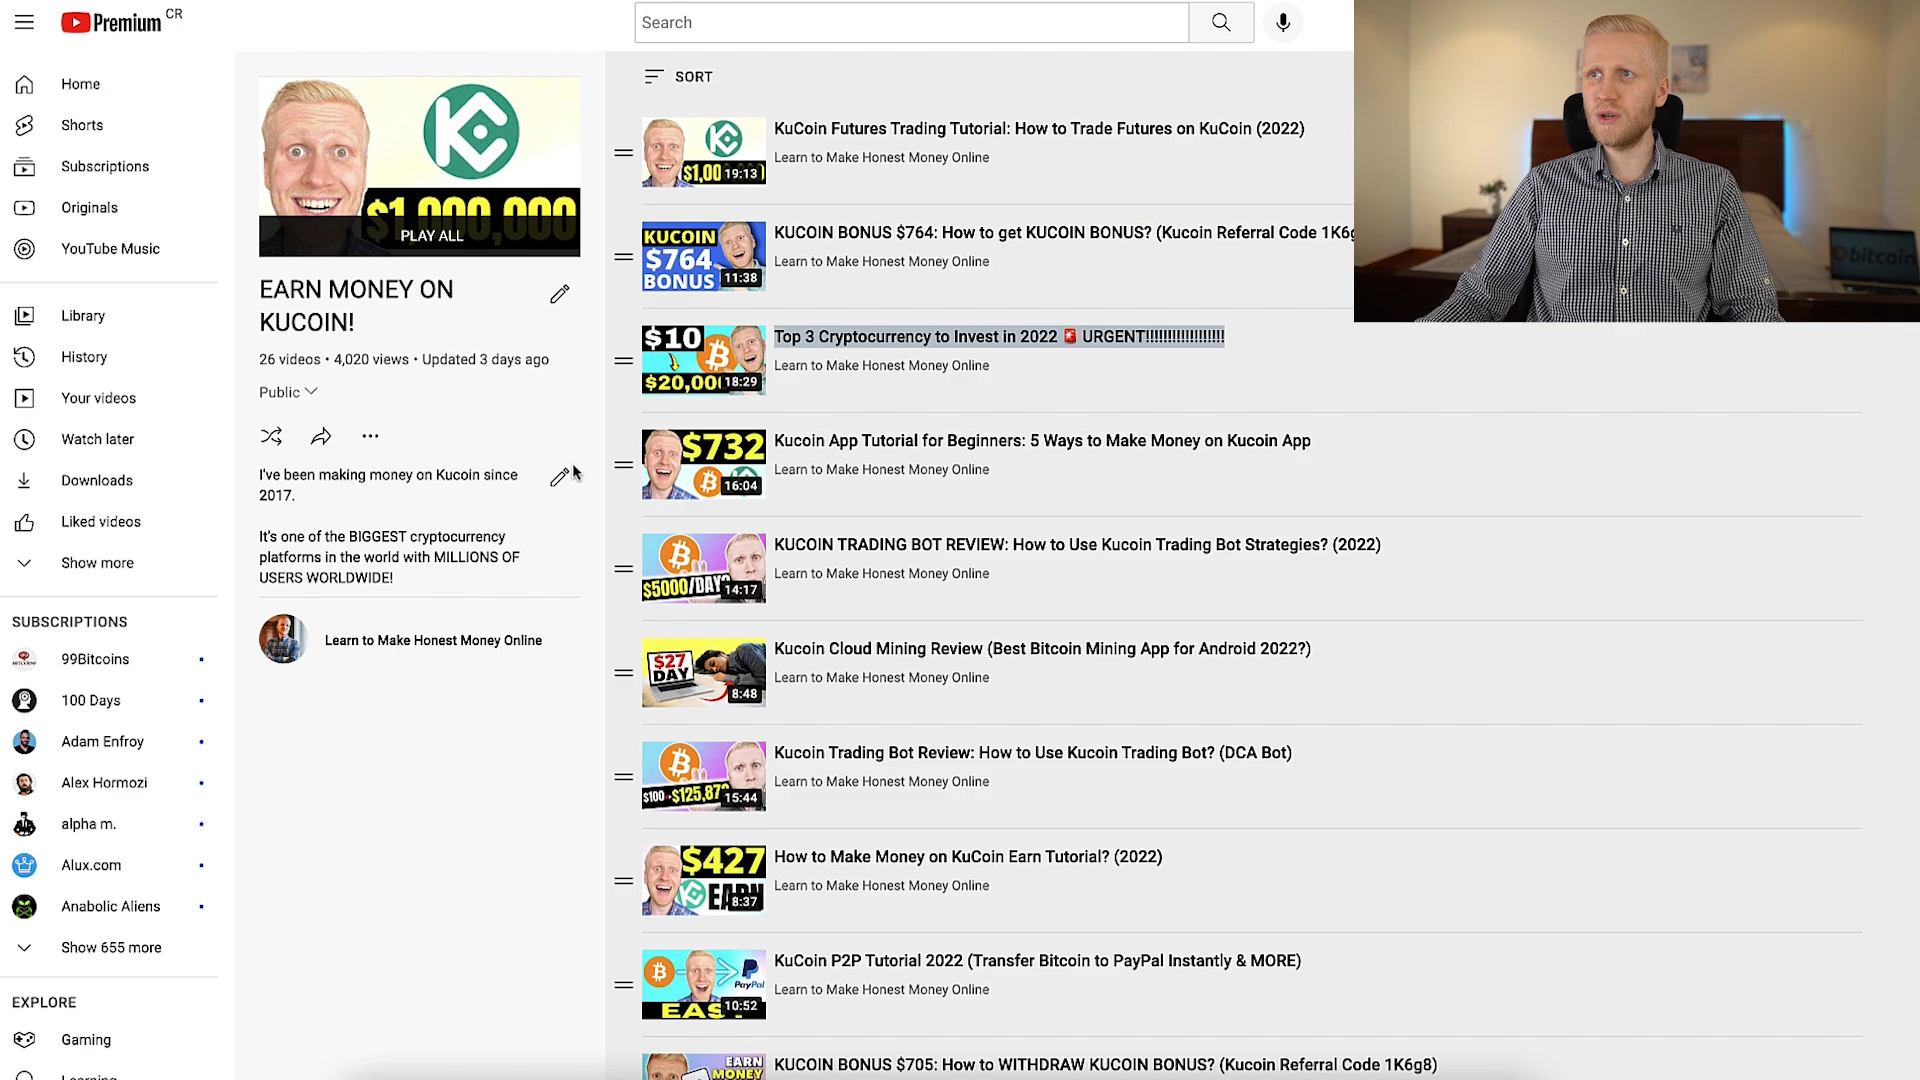 Premium CR
Search
Home
Shorts
Subscriptions
Originals
YouTube Music
Library
History
Your videos
Watch later
Downloads
Liked videos
Show more
SUBSCRIPTIONS
99Bitcoins
100 Days
Adam Enfroy
Alex Hormozi
alpha m.
Alux.com
Anabolic Aliens
Show 655 more
EXPLORE
Gaming
$1,000,000
PLAY ALL
EARN MONEY ON
KUCOIN!
26 videos • 4,020 views • Updated 3 days ago
Public
I've been making money on Kucoin since
2017.
It's one of the BIGGEST cryptocurrency
platforms in the world with MILLIONS OF
USERS WORLDWIDE!
Learn to Make Honest Money Online
SORT
19:13
KuCoin Futures Trading Tutorial: How to Trade Futures on KuCoin (2022)
Learn to Make Honest Money Online
KUCOIN
$764
BONUS
11:38
KUCOIN BONUS $764: How to get KUCOIN BONUS? (Kucoin Referral Code 1K6g
Learn to Make Honest Money Online
$10
18:29
Top 3 Cryptocurrency to Invest in 2022 🚨 URGENT!!!!!!!!!!!!!!!!!!
Learn to Make Honest Money Online
$732
16:04
Kucoin App Tutorial for Beginners: 5 Ways to Make Money on Kucoin App
Learn to Make Honest Money Online
$5000/DAY
14:17
KUCOIN TRADING BOT REVIEW: How to Use Kucoin Trading Bot Strategies? (2022)
Learn to Make Honest Money Online
$27
DAY
8:48
Kucoin Cloud Mining Review (Best Bitcoin Mining App for Android 2022?)
Learn to Make Honest Money Online
$100
15:44
Kucoin Trading Bot Review: How to Use Kucoin Trading Bot? (DCA Bot)
Learn to Make Honest Money Online
$427
8:37
How to Make Money on KuCoin Earn Tutorial? (2022)
Learn to Make Honest Money Online
PayPal
10:52
KuCoin P2P Tutorial 2022 (Transfer Bitcoin to PayPal Instantly & MORE)
Learn to Make Honest Money Online
EARN
MONEY
KUCOIN BONUS $705: How to WITHDRAW KUCOIN BONUS? (Kucoin Referral Code 1K6g8)
bitcoin